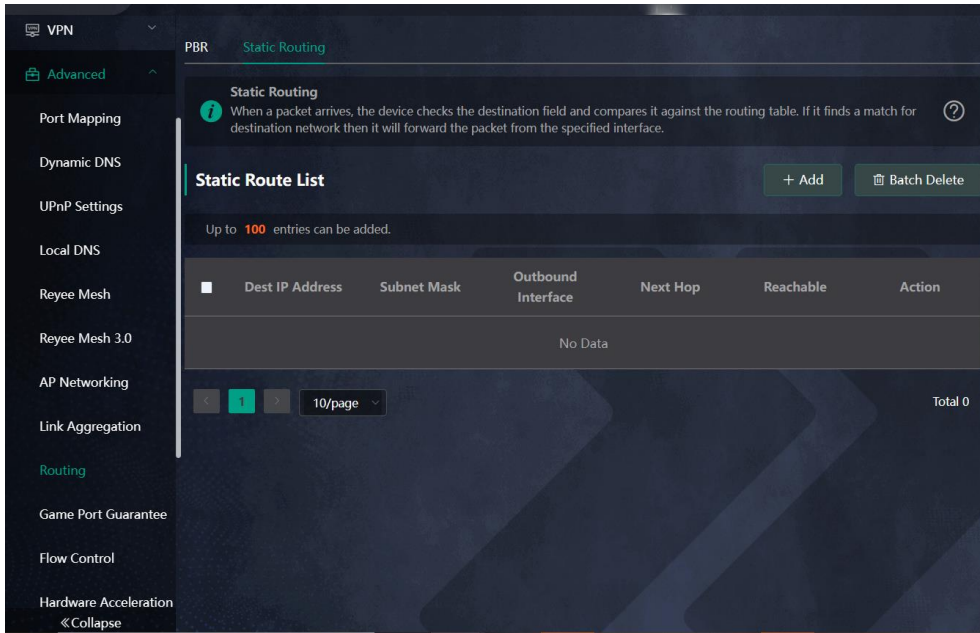 VPN
Advanced
Port Mapping
Dynamic DNS
UPnP Settings
Local DNS
Reyee Mesh
Reyee Mesh 3.0
AP Networking
Link Aggregation
Routing
Game Port Guarantee
Flow Control
Hardware Acceleration
«Collapse
PBR Static Routing
Static Routing
When a packet arrives, the device checks the destination field and compares it against the routing table. If it finds a match for
destination network then it will forward the packet from the specified interface.
Static Route List
+ Add Batch Delete
Up to 100 entries can be added.
Dest IP Address Subnet Mask Outbound Interface Next Hop Reachable Action
No Data
1 10/page Total 0